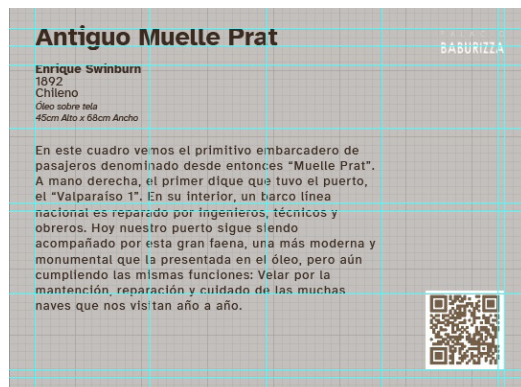 Antiguo Muelle Prat
BABURIZZA
Enrique Swinburn
1892
Chileno
Óleo sobre tela
45cm Alto x 68cm Ancho
En este cuadro vemos el primitivo embarcadero de
pasajeros denominado desde entonces “Muelle Prat”.
A mano derecha, el primer dique que tuvo el puerto,
el “Valparaíso 1”. En su interior, un barco línea
nacional es reparado por ingenieros, técnicos y
obreros. Hoy nuestro puerto sigue siendo
acompañado por esta gran faena, una más moderna y
monumental que la presentada en el óleo, pero aún
cumpliendo las mismas funciones: Velar por la
mantención, reparación y cuidado de las muchas
naves que nos visitan año a año.